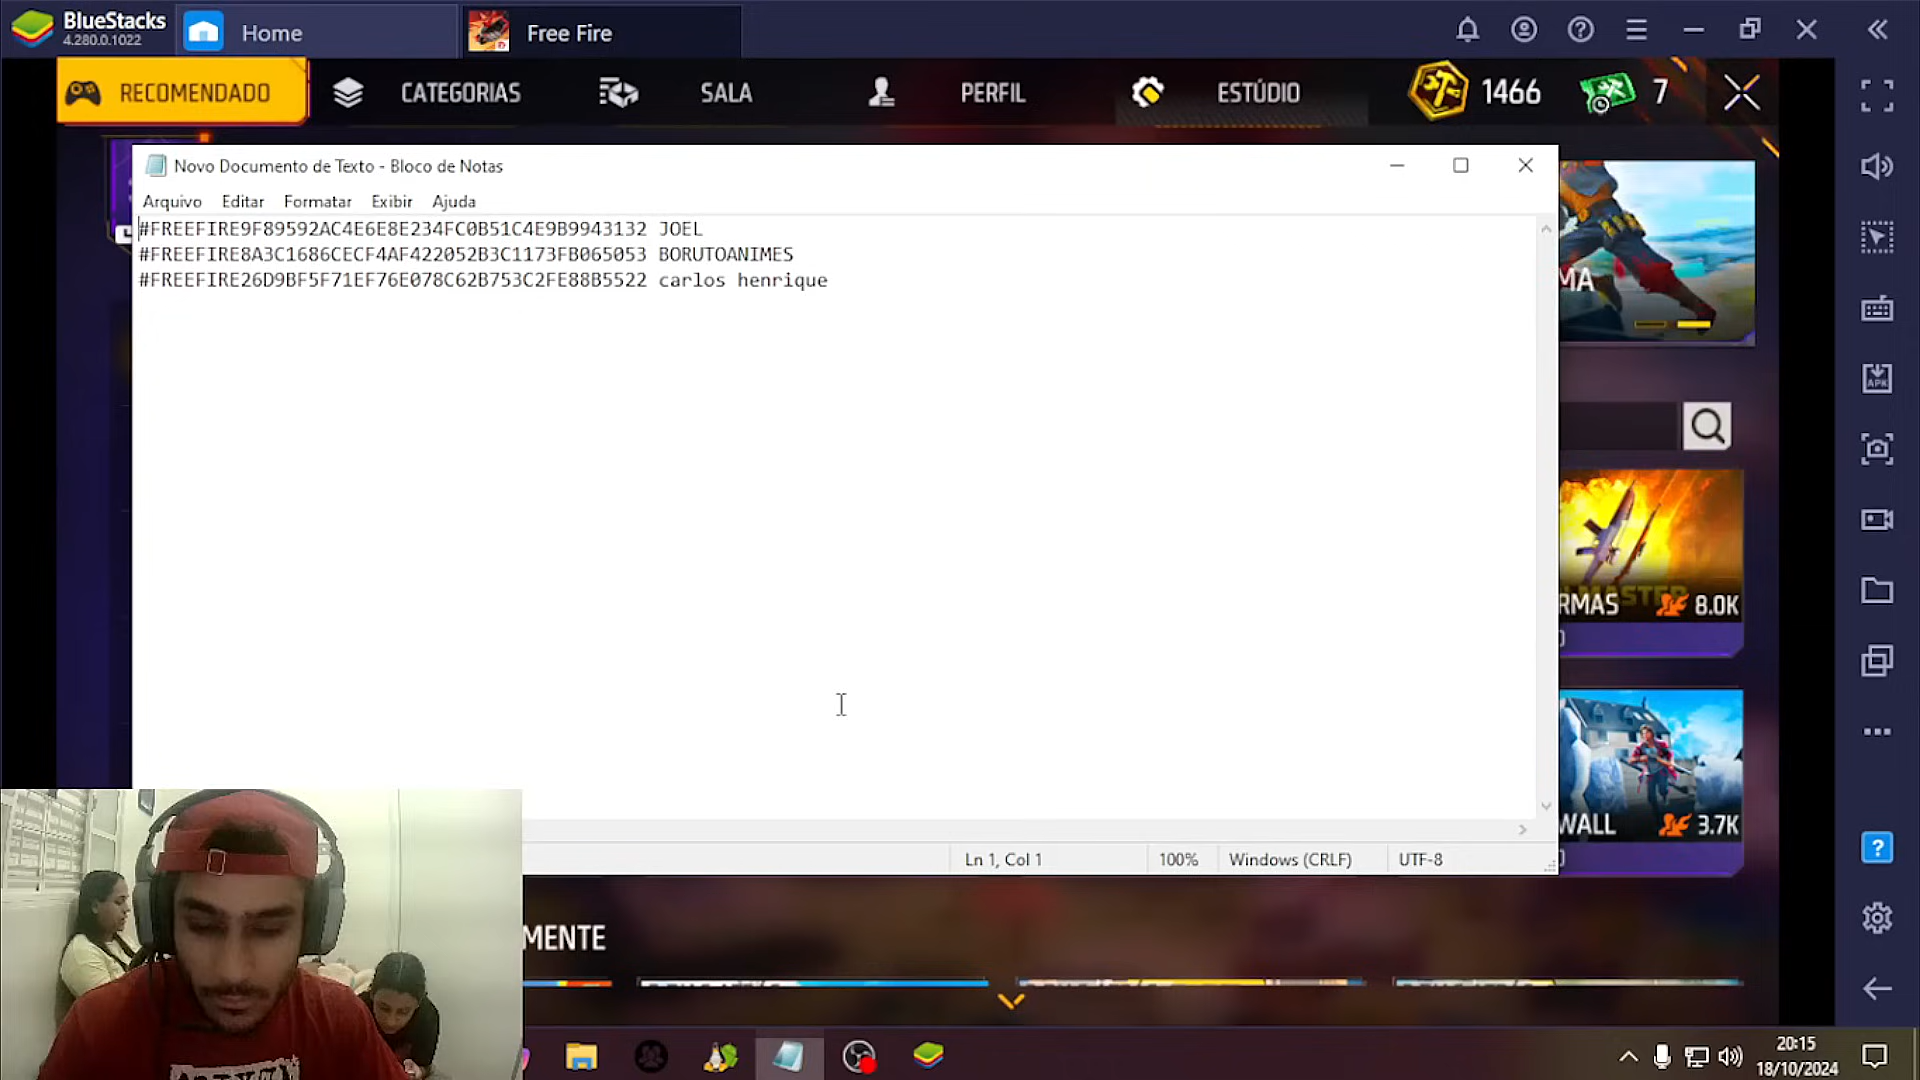 BlueStacks
4.280.0.1022
Home
Free Fire
RECOMENDADO
CATEGORIAS
SALA
PERFIL
ESTÚDIO
1466
7
Novo Documento de Texto - Bloco de Notas
Arquivo Editar Formatar Exibir Ajuda
#FREEFIRE9F89592AC4E6E8E234FC0B51C4E9B9943132 JOEL
#FREEFIRE8A3C1686CECF4AF422052B3C1173FB065053 BORUTOANIMES
#FREEFIRE26D9BF5F71EF76E078C62B753C2FE88B5522 carlos henrique
MA
APK
MASTER
RMAS 8.0K
WALL 3.7K
Ln 1, Col 1 100% Windows (CRLF) UTF-8
MENTE
20:15
18/10/2024